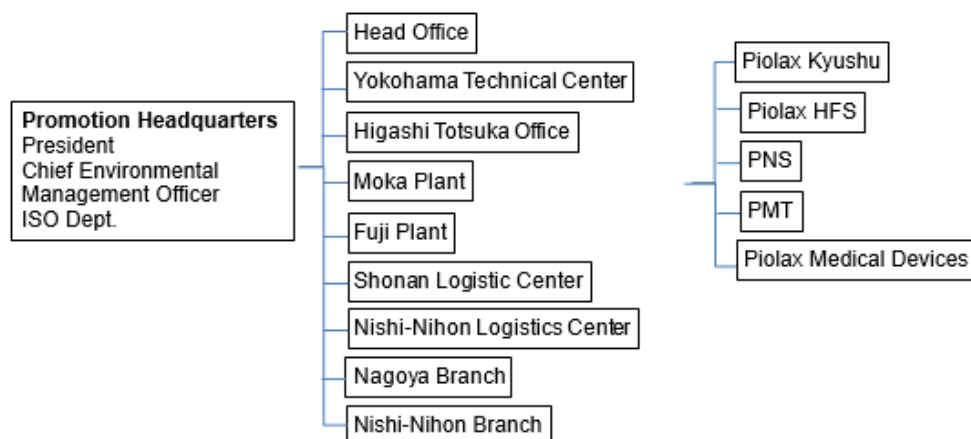 Promotion Headquarters
President
Chief Environmental
Management Officer
ISO Dept.
Head Office
Yokohama Technical Center
Higashi Totsuka Office
Moka Plant
Fuji Plant
Shonan Logistic Center
Nishi-Nihon Logistics Center
Nagoya Branch
Nishi-Nihon Branch
Piolax Kyushu
Piolax HFS
PNS
PMT
Piolax Medical Devices